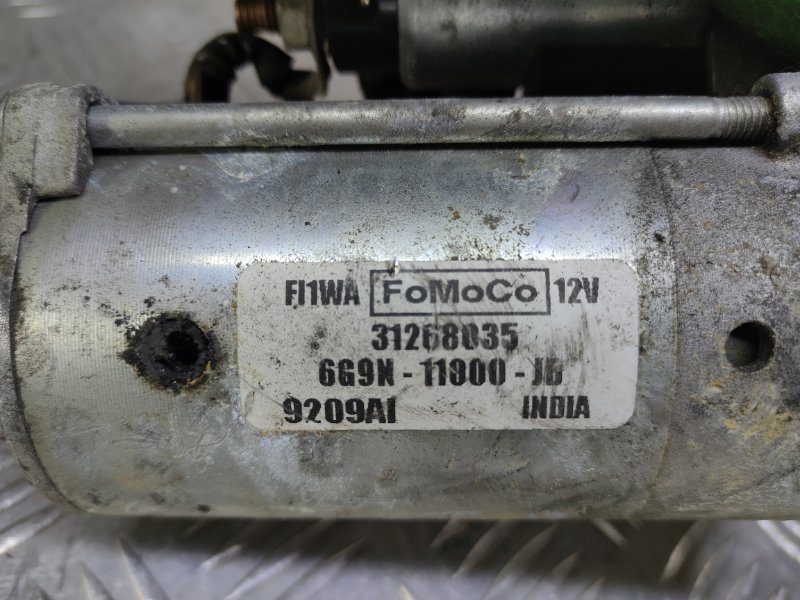 FI1WA FoMoCo 12V
31268035
6G9N - 11000 - JB
9209AI INDIA